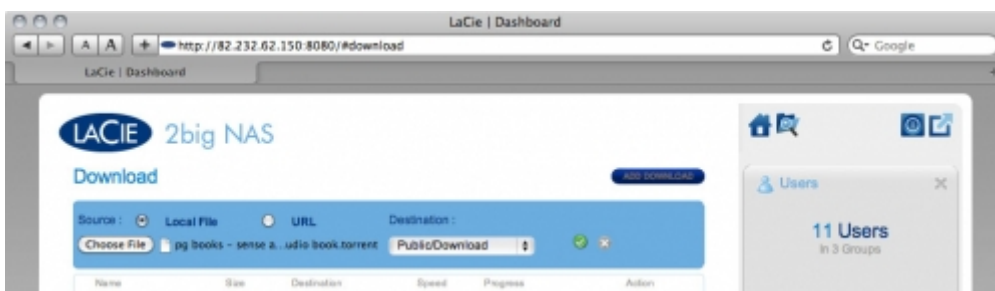 LaCie | Dashboard
A A + http://82.232.62.150:8080/#download Google
LaCie | Dashboard
LACIE 2big NAS
Download ADD DOWNLOAD
Users
Source : Local File URL Destination :
Choose File pg books - sense a...udio book.torrent Public/Download
11 Users
In 3 Groups
Name Size Destination Speed Progress Action